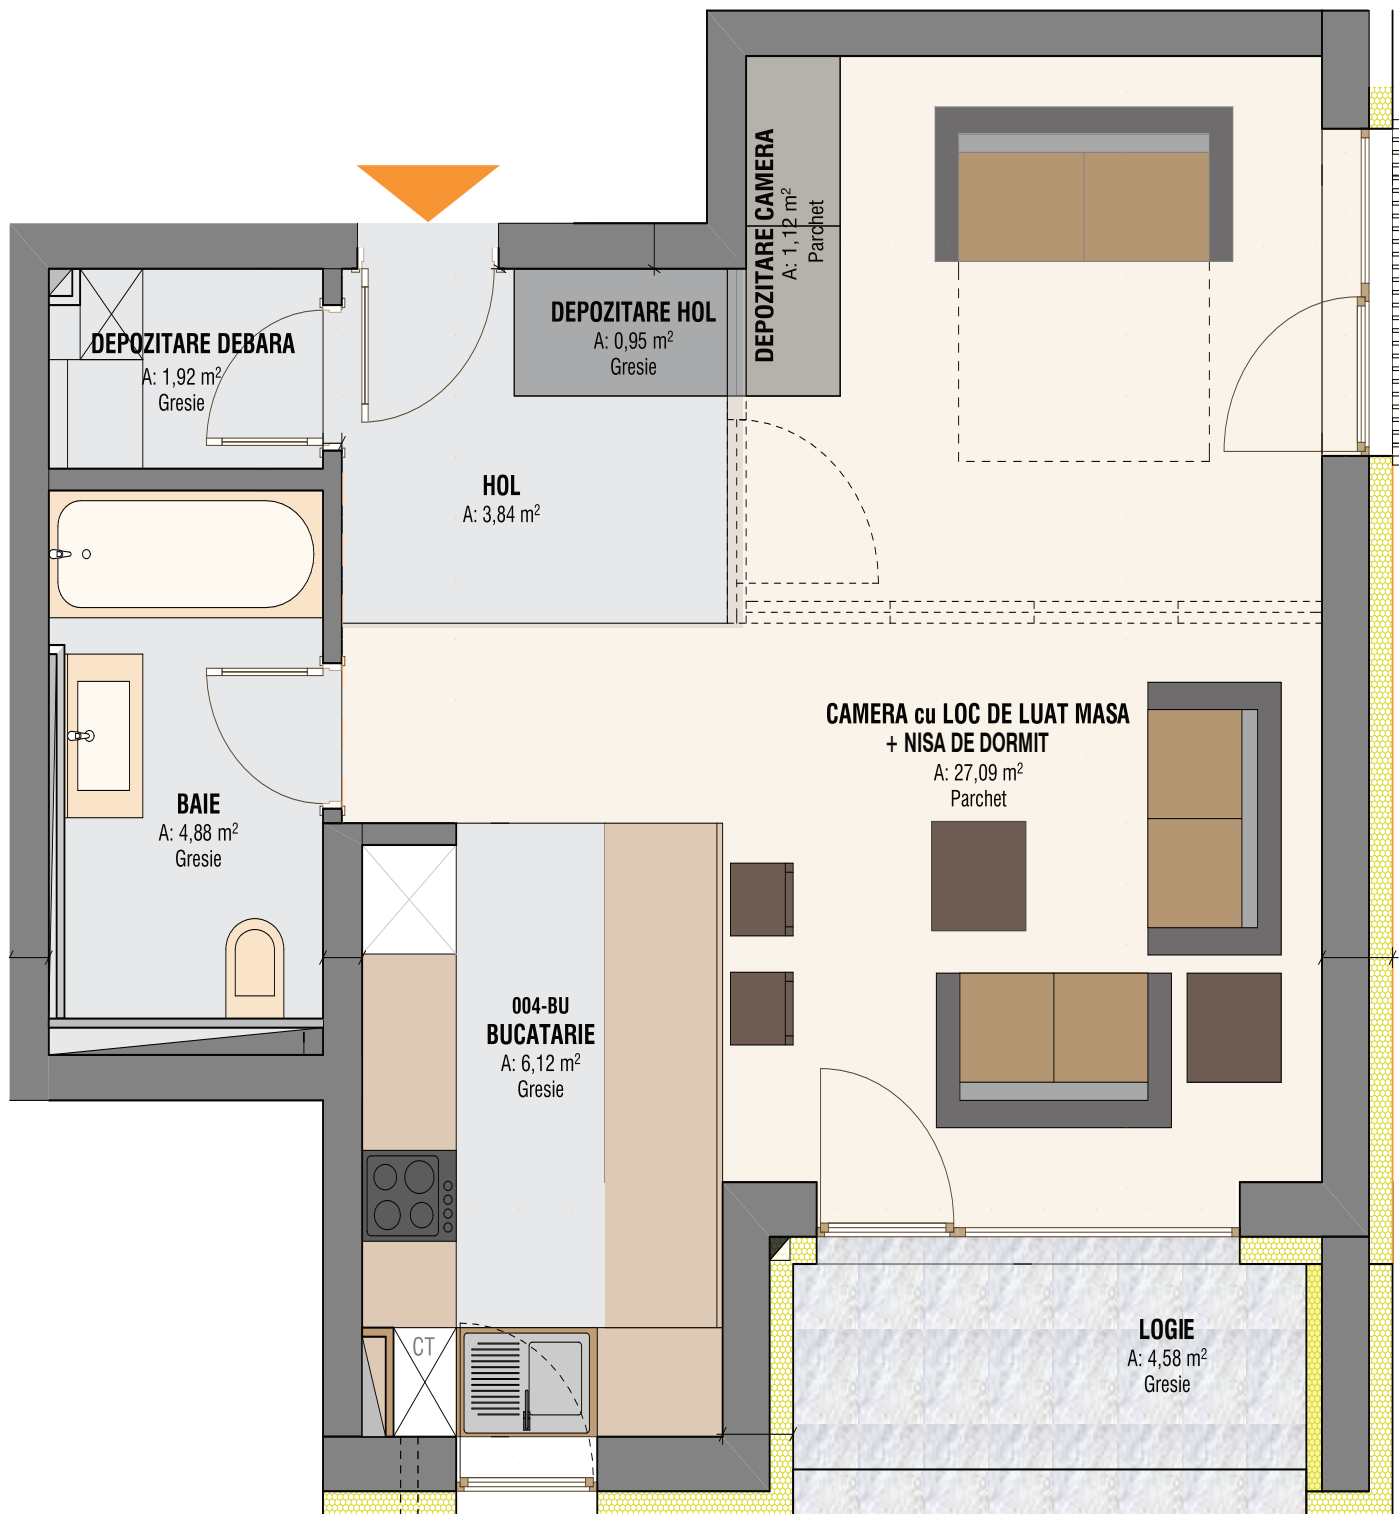 DEPOZITARE CAMERA
A: 1,12 m²
Parchet
DEPOZITARE HOL
A: 0,95 m²
Gresie
DEPOZITARE DEBARA
A: 1,92 m²
Gresie
HOL
A: 3,84 m²
CAMERA cu LOC DE LUAT MASA
+ NISA DE DORMIT
A: 27,09 m²
Parchet
BAIE
A: 4,88 m²
Gresie
004-BU
BUCATARIE
A: 6,12 m²
Gresie
CT
LOGIE
A: 4,58 m²
Gresie